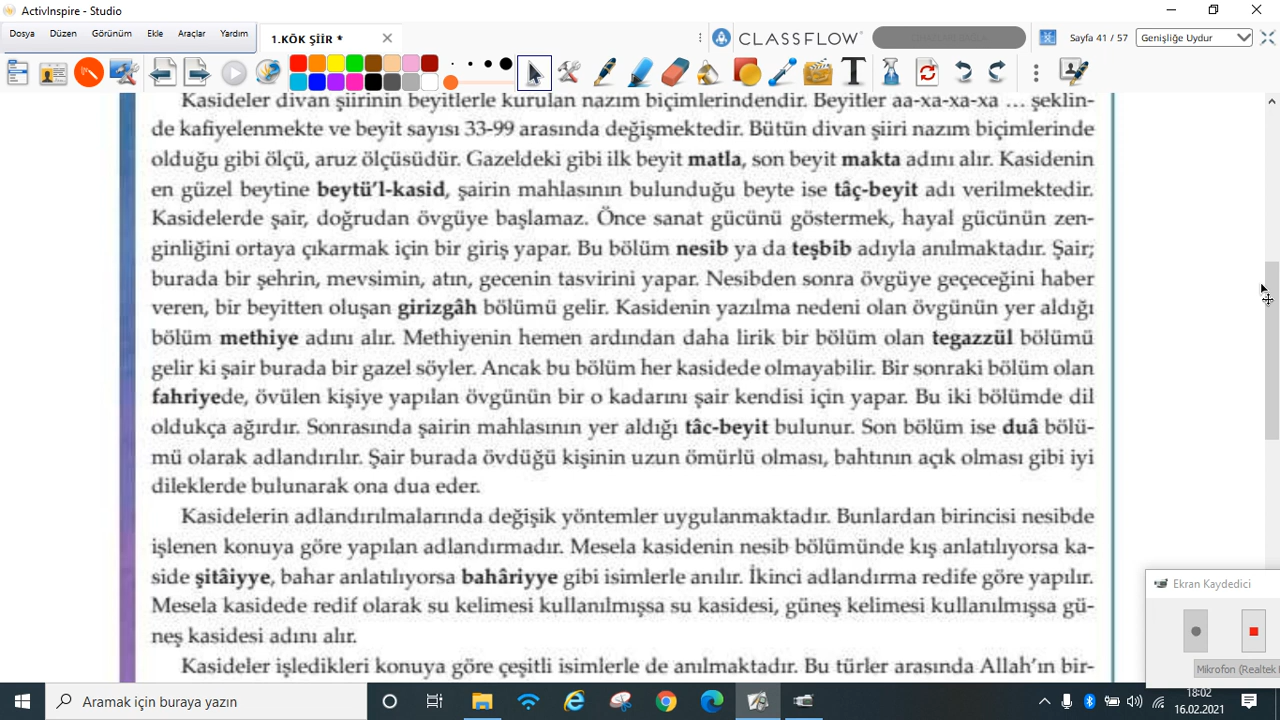 ActivInspire - Studio
Dosya Düzen Görünüm Ekle Araçlar Yardım
1.KÖK ŞİİR *
CLASSFLOW
Sayfa 41 / 57
Genişliğe Uydur
Kasideler divan şiirinin beyitlerle kurulan nazım biçimlerindendir. Beyitler aa-xa-xa-xa ... şeklin-
de kafiyelenmekte ve beyit sayısı 33-99 arasında değişmektedir. Bütün divan şiiri nazım biçimlerinde
olduğu gibi ölçü, aruz ölçüsüdür. Gazeldeki gibi ilk beyit matla, son beyit makta adını alır. Kasidenin
en güzel beytine beytü’l-kasid, şairin mahlasının bulunduğu beyte ise tâç-beyit adı verilmektedir.
Kasidelerde şair, doğrudan övgüye başlamaz. Önce sanat gücünü göstermek, hayal gücünün zen-
ginliğini ortaya çıkarmak için bir giriş yapar. Bu bölüm nesib ya da teşbib adıyla anılmaktadır. Şair;
burada bir şehrin, mevsimin, atın, gecenin tasvirini yapar. Nesibden sonra övgüye geçeceğini haber
veren, bir beyitten oluşan girizgâh bölümü gelir. Kasidenin yazılma nedeni olan övgünün yer aldığı
bölüm methiye adını alır. Methiyenin hemen ardından daha lirik bir bölüm olan tegazzül bölümü
gelir ki şair burada bir gazel söyler. Ancak bu bölüm her kasidede olmayabilir. Bir sonraki bölüm olan
fahriyede, övülen kişiye yapılan övgünün bir o kadarını şair kendisi için yapar. Bu iki bölümde dil
oldukça ağırdır. Sonrasında şairin mahlasının yer aldığı tâc-beyit bulunur. Son bölüm ise duâ bölü-
mü olarak adlandırılır. Şair burada övdüğü kişinin uzun ömürlü olması, bahtının açık olması gibi iyi
dileklerde bulunarak ona dua eder.
Kasidelerin adlandırılmalarında değişik yöntemler uygulanmaktadır. Bunlardan birincisi nesibde
işlenen konuya göre yapılan adlandırmadır. Mesela kasidenin nesib bölümünde kış anlatılıyorsa ka-
side şitâiyye, bahar anlatılıyorsa bahâriyye gibi isimlerle anılır. İkinci adlandırma redife göre yapılır.
Mesela kasidede redif olarak su kelimesi kullanılmışsa su kasidesi, güneş kelimesi kullanılmışsa gü-
neş kasidesi adını alır.
Kasideler işledikleri konuya göre çeşitli isimlerle de anılmaktadır. Bu türler arasında Allah’ın bir-
Ekran Kaydedici
Mikrofon (Realtek
Aramak için buraya yazın
18:02
16.02.2021